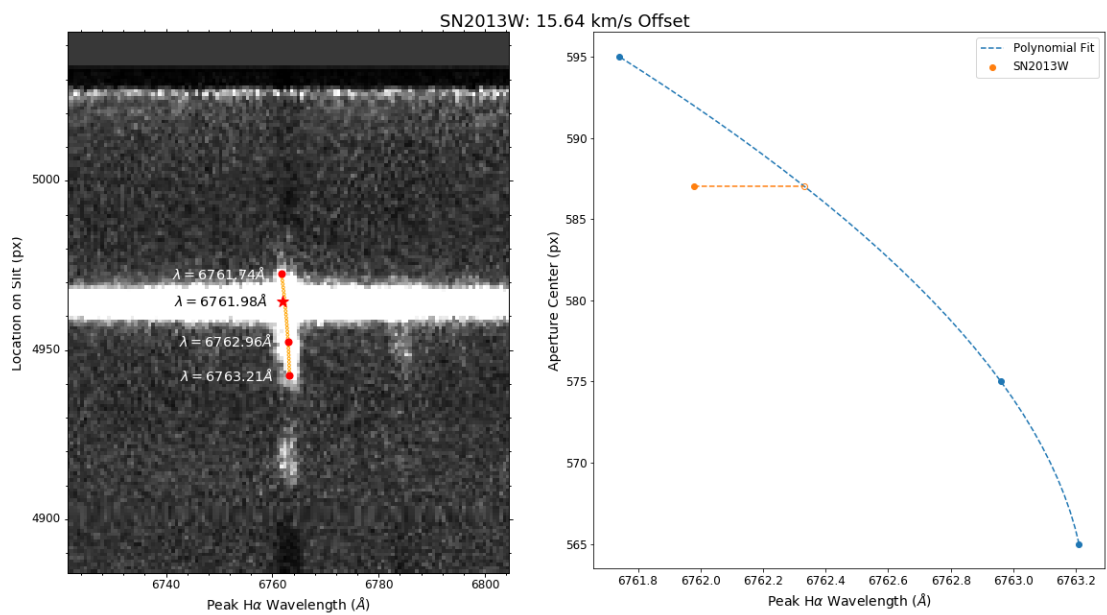 SN2013W: 15.64 km/s Offset
Location on Slit (px)
5000
4950
4900
λ = 6761.74Å
λ = 6761.98Å
λ = 6762.96Å
λ = 6763.21Å
6740
6760
6780
6800
Peak Hα Wavelength (Å)
Aperture Center (px)
595
590
585
580
575
570
565
Polynomial Fit
SN2013W
6761.8
6762.0
6762.2
6762.4
6762.6
6762.8
6763.0
6763.2
Peak Hα Wavelength (Å)